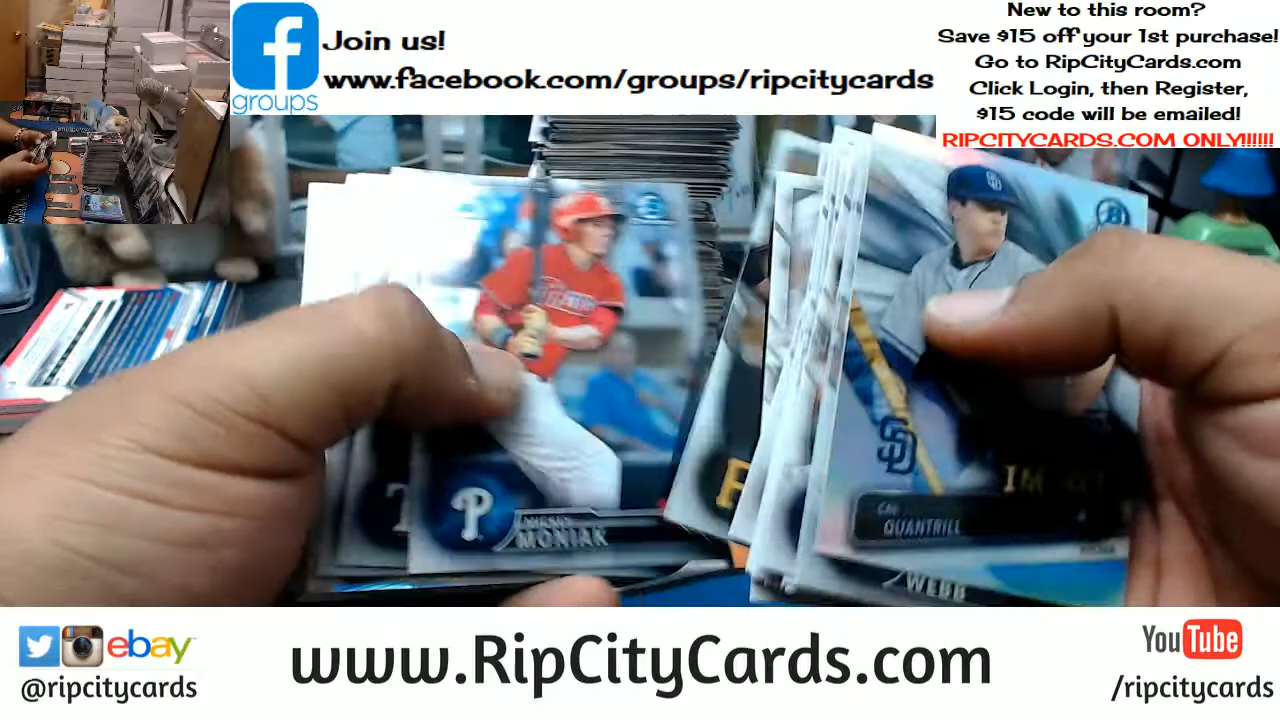 f
groups
Join us!
www.facebook.com/groups/ripcitycards
New to this room?
Save $15 off your 1st purchase!
Go to RipCityCards.com
Click Login, then Register,
$15 code will be emailed!
RIPCITYCARDS.COM ONLY!!!!!!
P
MONIAK
SD
QUANTRILL
WEBB
ebay
@ripcitycards
www.RipCityCards.com
YouTube
/ripcitycards